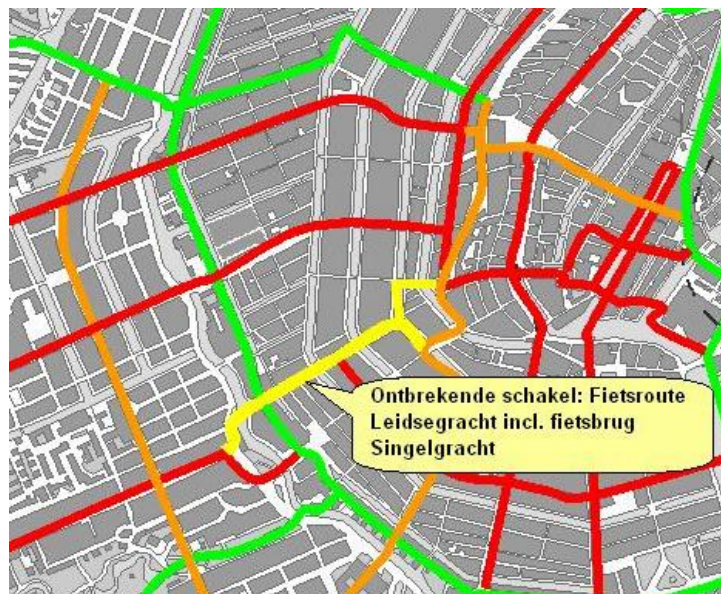 Ontbrekende schakel: Fietsroute
Leidsegracht incl. fietsbrug
Singelgracht